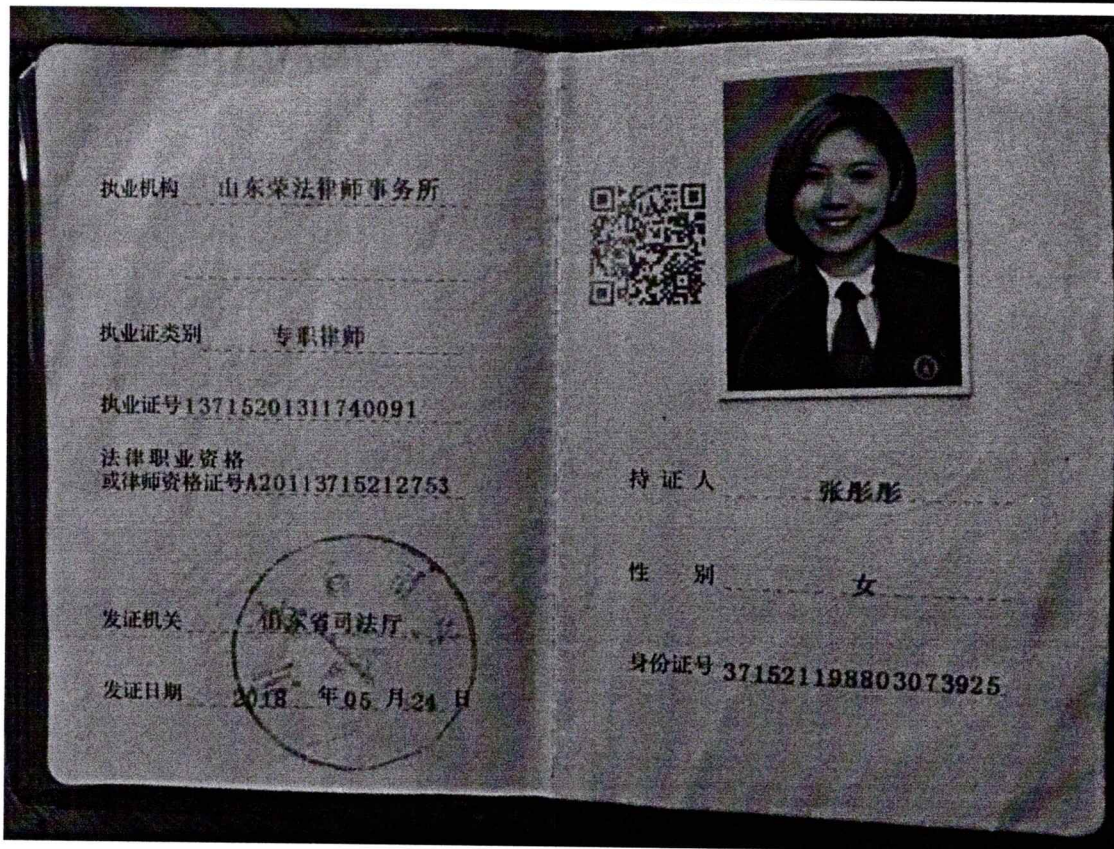 执业机构 山东荣法律师事务所
执业证类别 专职律师
执业证号13715201311740091
法律职业资格
或律师资格证号A20113715212753
发证机关 山东省司法厅
发证日期 2018 年 05 月 24 日
持证人 张彤彤
性别 女
身份证号 371521198803073925